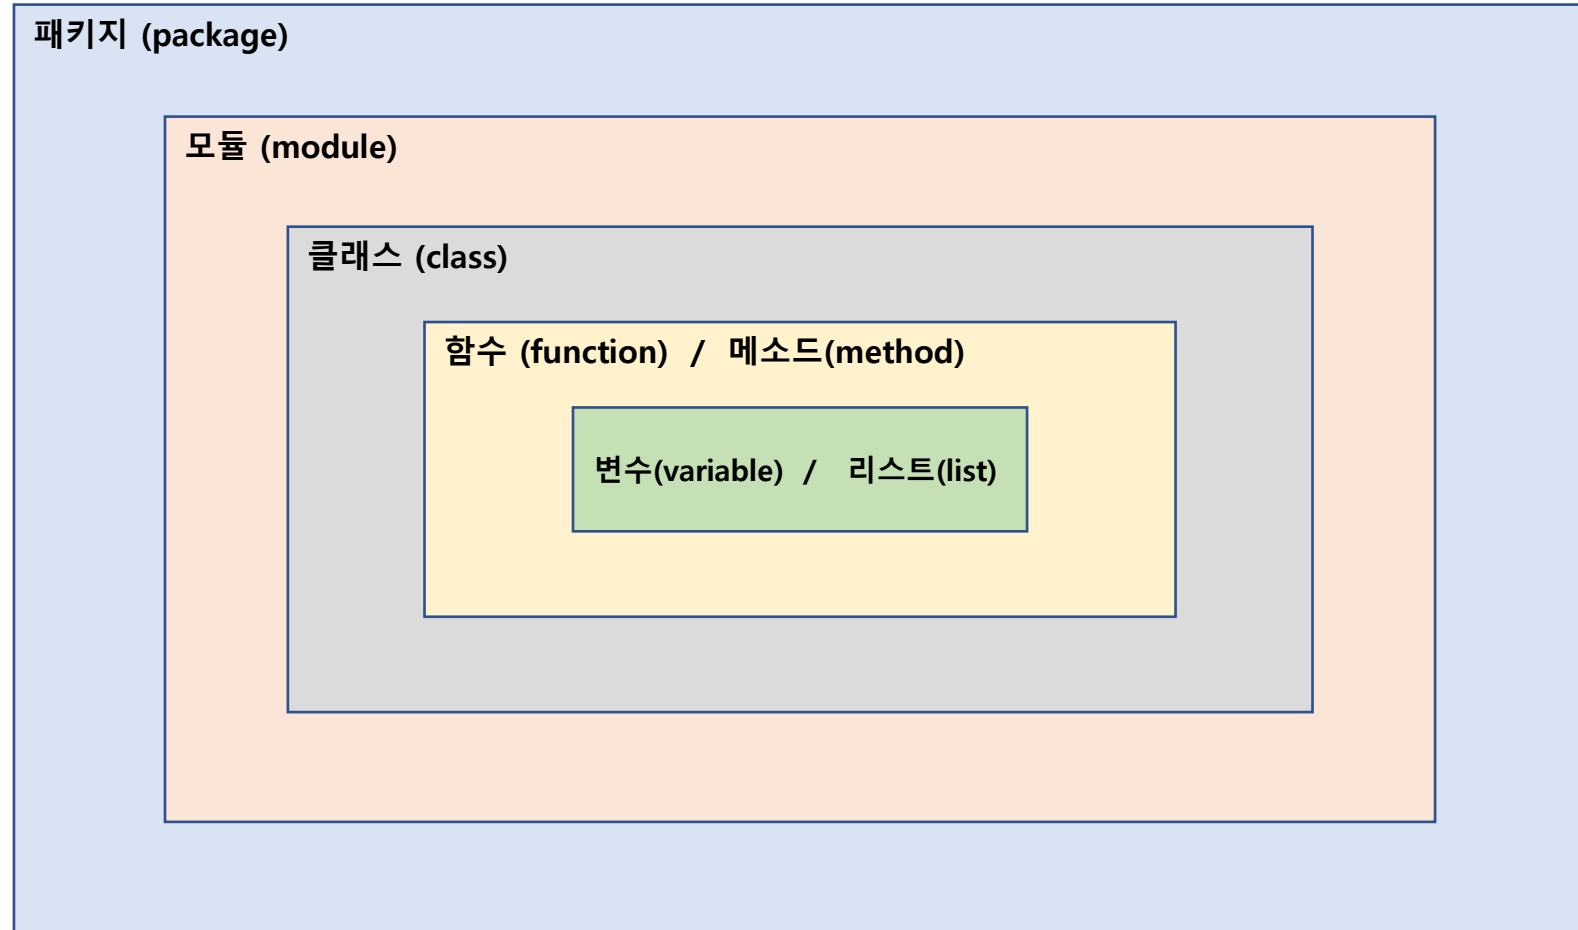 패키지 (package)
모듈 (module)
클래스 (class)
함수 (function) / 메소드(method)
변수(variable) / 리스트(list)